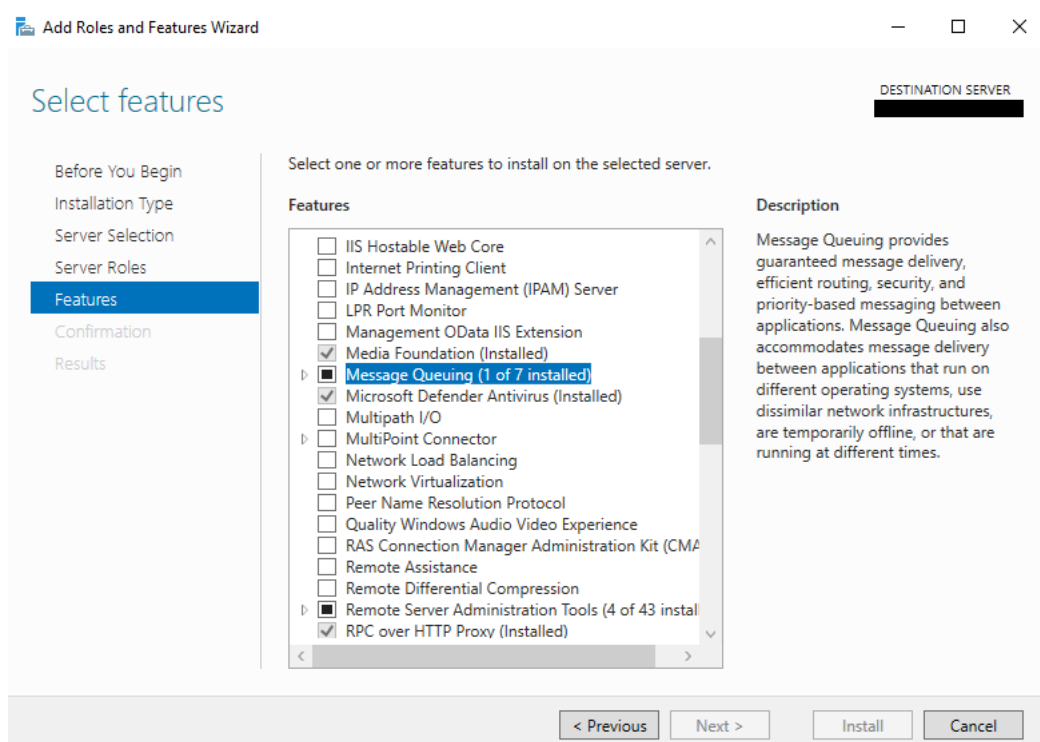 Add Roles and Features Wizard
Select features
DESTINATION SERVER
Before You Begin
Installation Type
Server Selection
Server Roles
Features
Confirmation
Results
Select one or more features to install on the selected server.
Features
IIS Hostable Web Core
Internet Printing Client
IP Address Management (IPAM) Server
LPR Port Monitor
Management OData IIS Extension
Media Foundation (Installed)
Message Queuing (1 of 7 installed)
Microsoft Defender Antivirus (Installed)
Multipath I/O
MultiPoint Connector
Network Load Balancing
Network Virtualization
Peer Name Resolution Protocol
Quality Windows Audio Video Experience
RAS Connection Manager Administration Kit (CMA
Remote Assistance
Remote Differential Compression
Remote Server Administration Tools (4 of 43 instal
RPC over HTTP Proxy (Installed)
Description
Message Queuing provides
guaranteed message delivery,
efficient routing, security, and
priority-based messaging between
applications. Message Queuing also
accommodates message delivery
between applications that run on
different operating systems, use
dissimilar network infrastructures,
are temporarily offline, or that are
running at different times.
< Previous
Next >
Install
Cancel